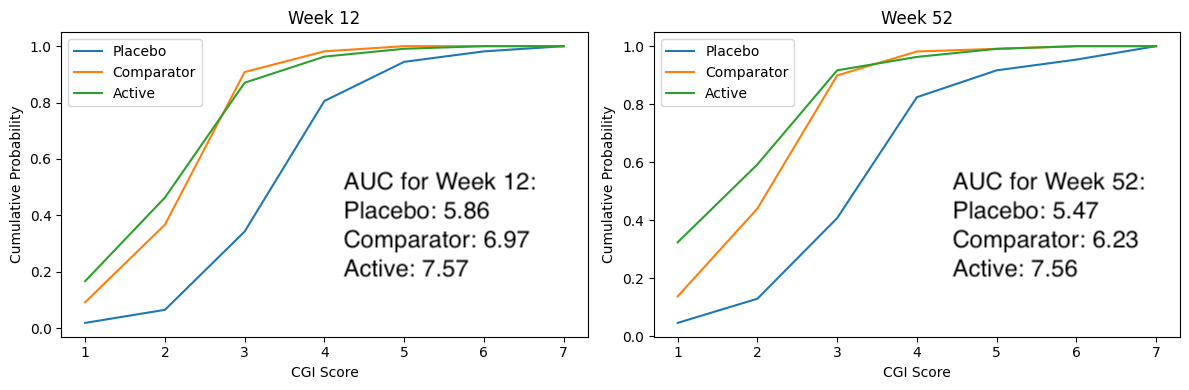 Week 12
Placebo
Comparator
Active
1.0
0.8
0.6
0.4
0.2
0.0
Cumulative Probability
AUC for Week 12:
Placebo: 5.86
Comparator: 6.97
Active: 7.57
1 2 3 4 5 6 7
CGI Score
Week 52
Placebo
Comparator
Active
1.0
0.8
0.6
0.4
0.2
0.0
Cumulative Probability
AUC for Week 52:
Placebo: 5.47
Comparator: 6.23
Active: 7.56
1 2 3 4 5 6 7
CGI Score